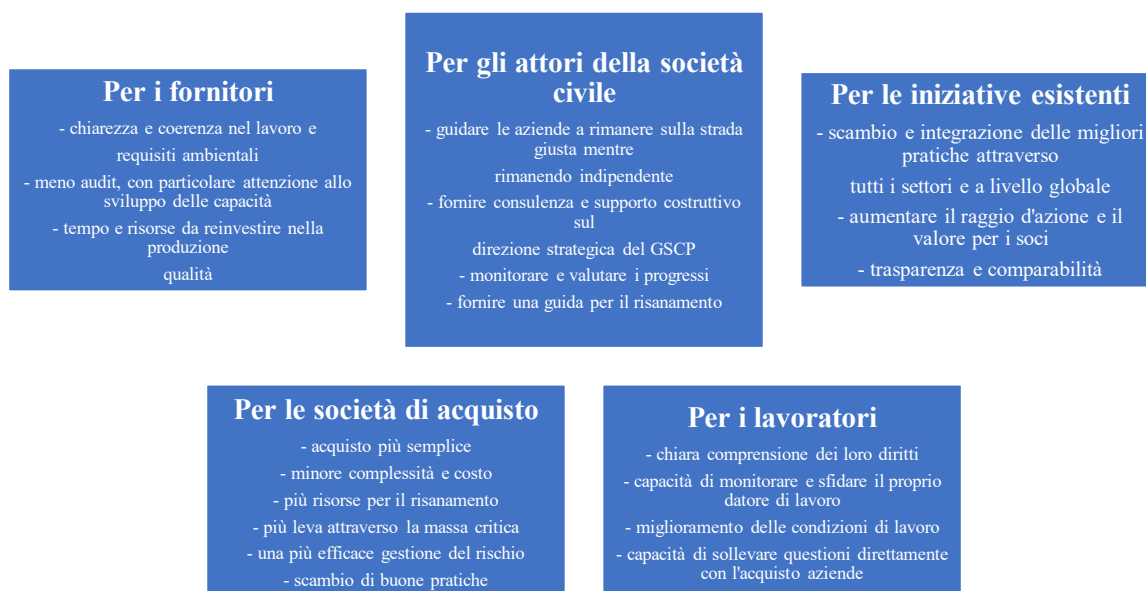 Per i fornitori
- chiarezza e coerenza nel lavoro e
requisiti ambientali
- meno audit, con particolare attenzione allo
sviluppo delle capacità
- tempo e risorse da reinvestire nella
produzione
qualità
Per gli attori della società
civile
- guidare le aziende a rimanere sulla strada
giusta mentre
rimanendo indipendente
- fornire consulenza e supporto costruttivo
sul
direzione strategica del GSCP
- monitorare e valutare i progressi
- fornire una guida per il risanamento
Per le iniziative esistenti
- scambio e integrazione delle migliori
pratiche attraverso
tutti i settori e a livello globale
- aumentare il raggio d'azione e il
valore per i soci
- trasparenza e comparabilità
Per le società di acquisto
- acquisto più semplice
- minore complessità e costo
- più risorse per il risanamento
- più leva attraverso la massa critica
- una più efficace gestione del rischio
- scambio di buone pratiche
Per i lavoratori
- chiara comprensione dei loro diritti
- capacità di monitorare e sfidare il proprio
datore di lavoro
- miglioramento delle condizioni di lavoro
- capacità di sollevare questioni direttamente
con l'acquisto aziende